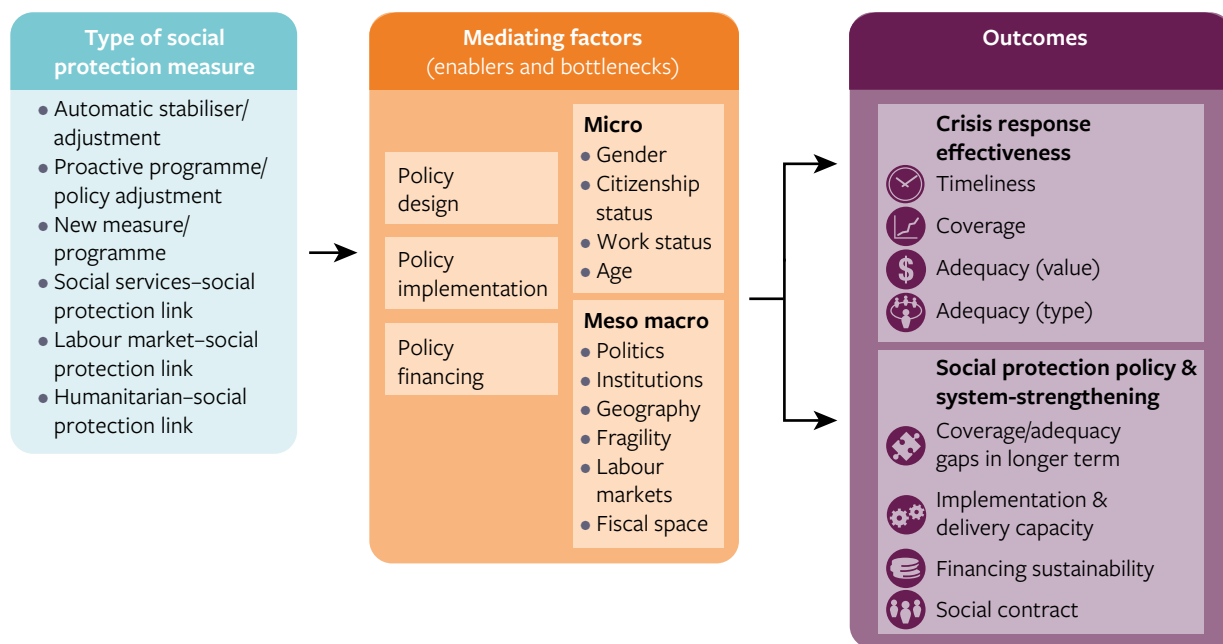 Type of social
protection measure
Automatic stabiliser/
adjustment
Proactive programme/
policy adjustment
New measure/
programme
Social services–social
protection link
Labour market–social
protection link
Humanitarian–social
protection link
Mediating factors
(enablers and bottlenecks)
Policy
design
Policy
implementation
Policy
financing
Micro
Gender
Citizenship
status
Work status
Age
Meso macro
Politics
Institutions
Geography
Fragility
Labour
markets
Fiscal space
Outcomes
Crisis response
effectiveness
Timeliness
Coverage
$ Adequacy (value)
Adequacy (type)
Social protection policy &
system-strengthening
Coverage/adequacy
gaps in longer term
Implementation &
delivery capacity
Financing sustainability
Social contract